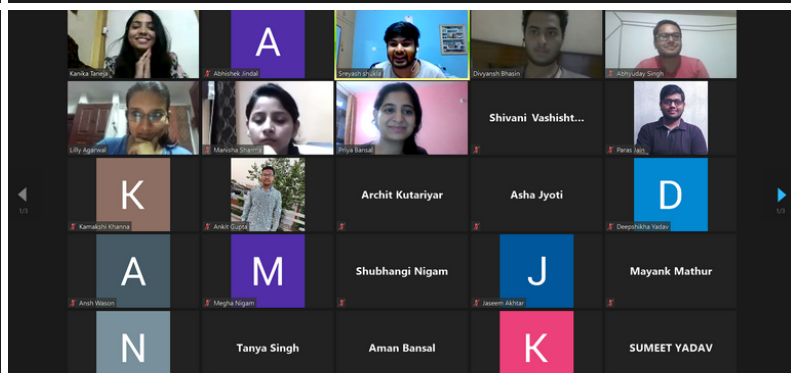 Kanika Taneja
A
Abhishek Jindal
Sreyash shukla
Divyansh Bhasin
Abhyuday Singh
Lilly Agarwal
Manisha Sharma
Priya Bansal
Shivani Vashisht...
Paras Jain
1/3
K
Kamakshi Khanna
Ankit Gupta
Archit Kutariyar
Asha Jyoti
D
Deepshikha Yadav
1/3
A
Ansh Wason
M
Megha Nigam
Shubhangi Nigam
J
Jaseem Akhtar
Mayank Mathur
N
Tanya Singh
Aman Bansal
K
SUMEET YADAV